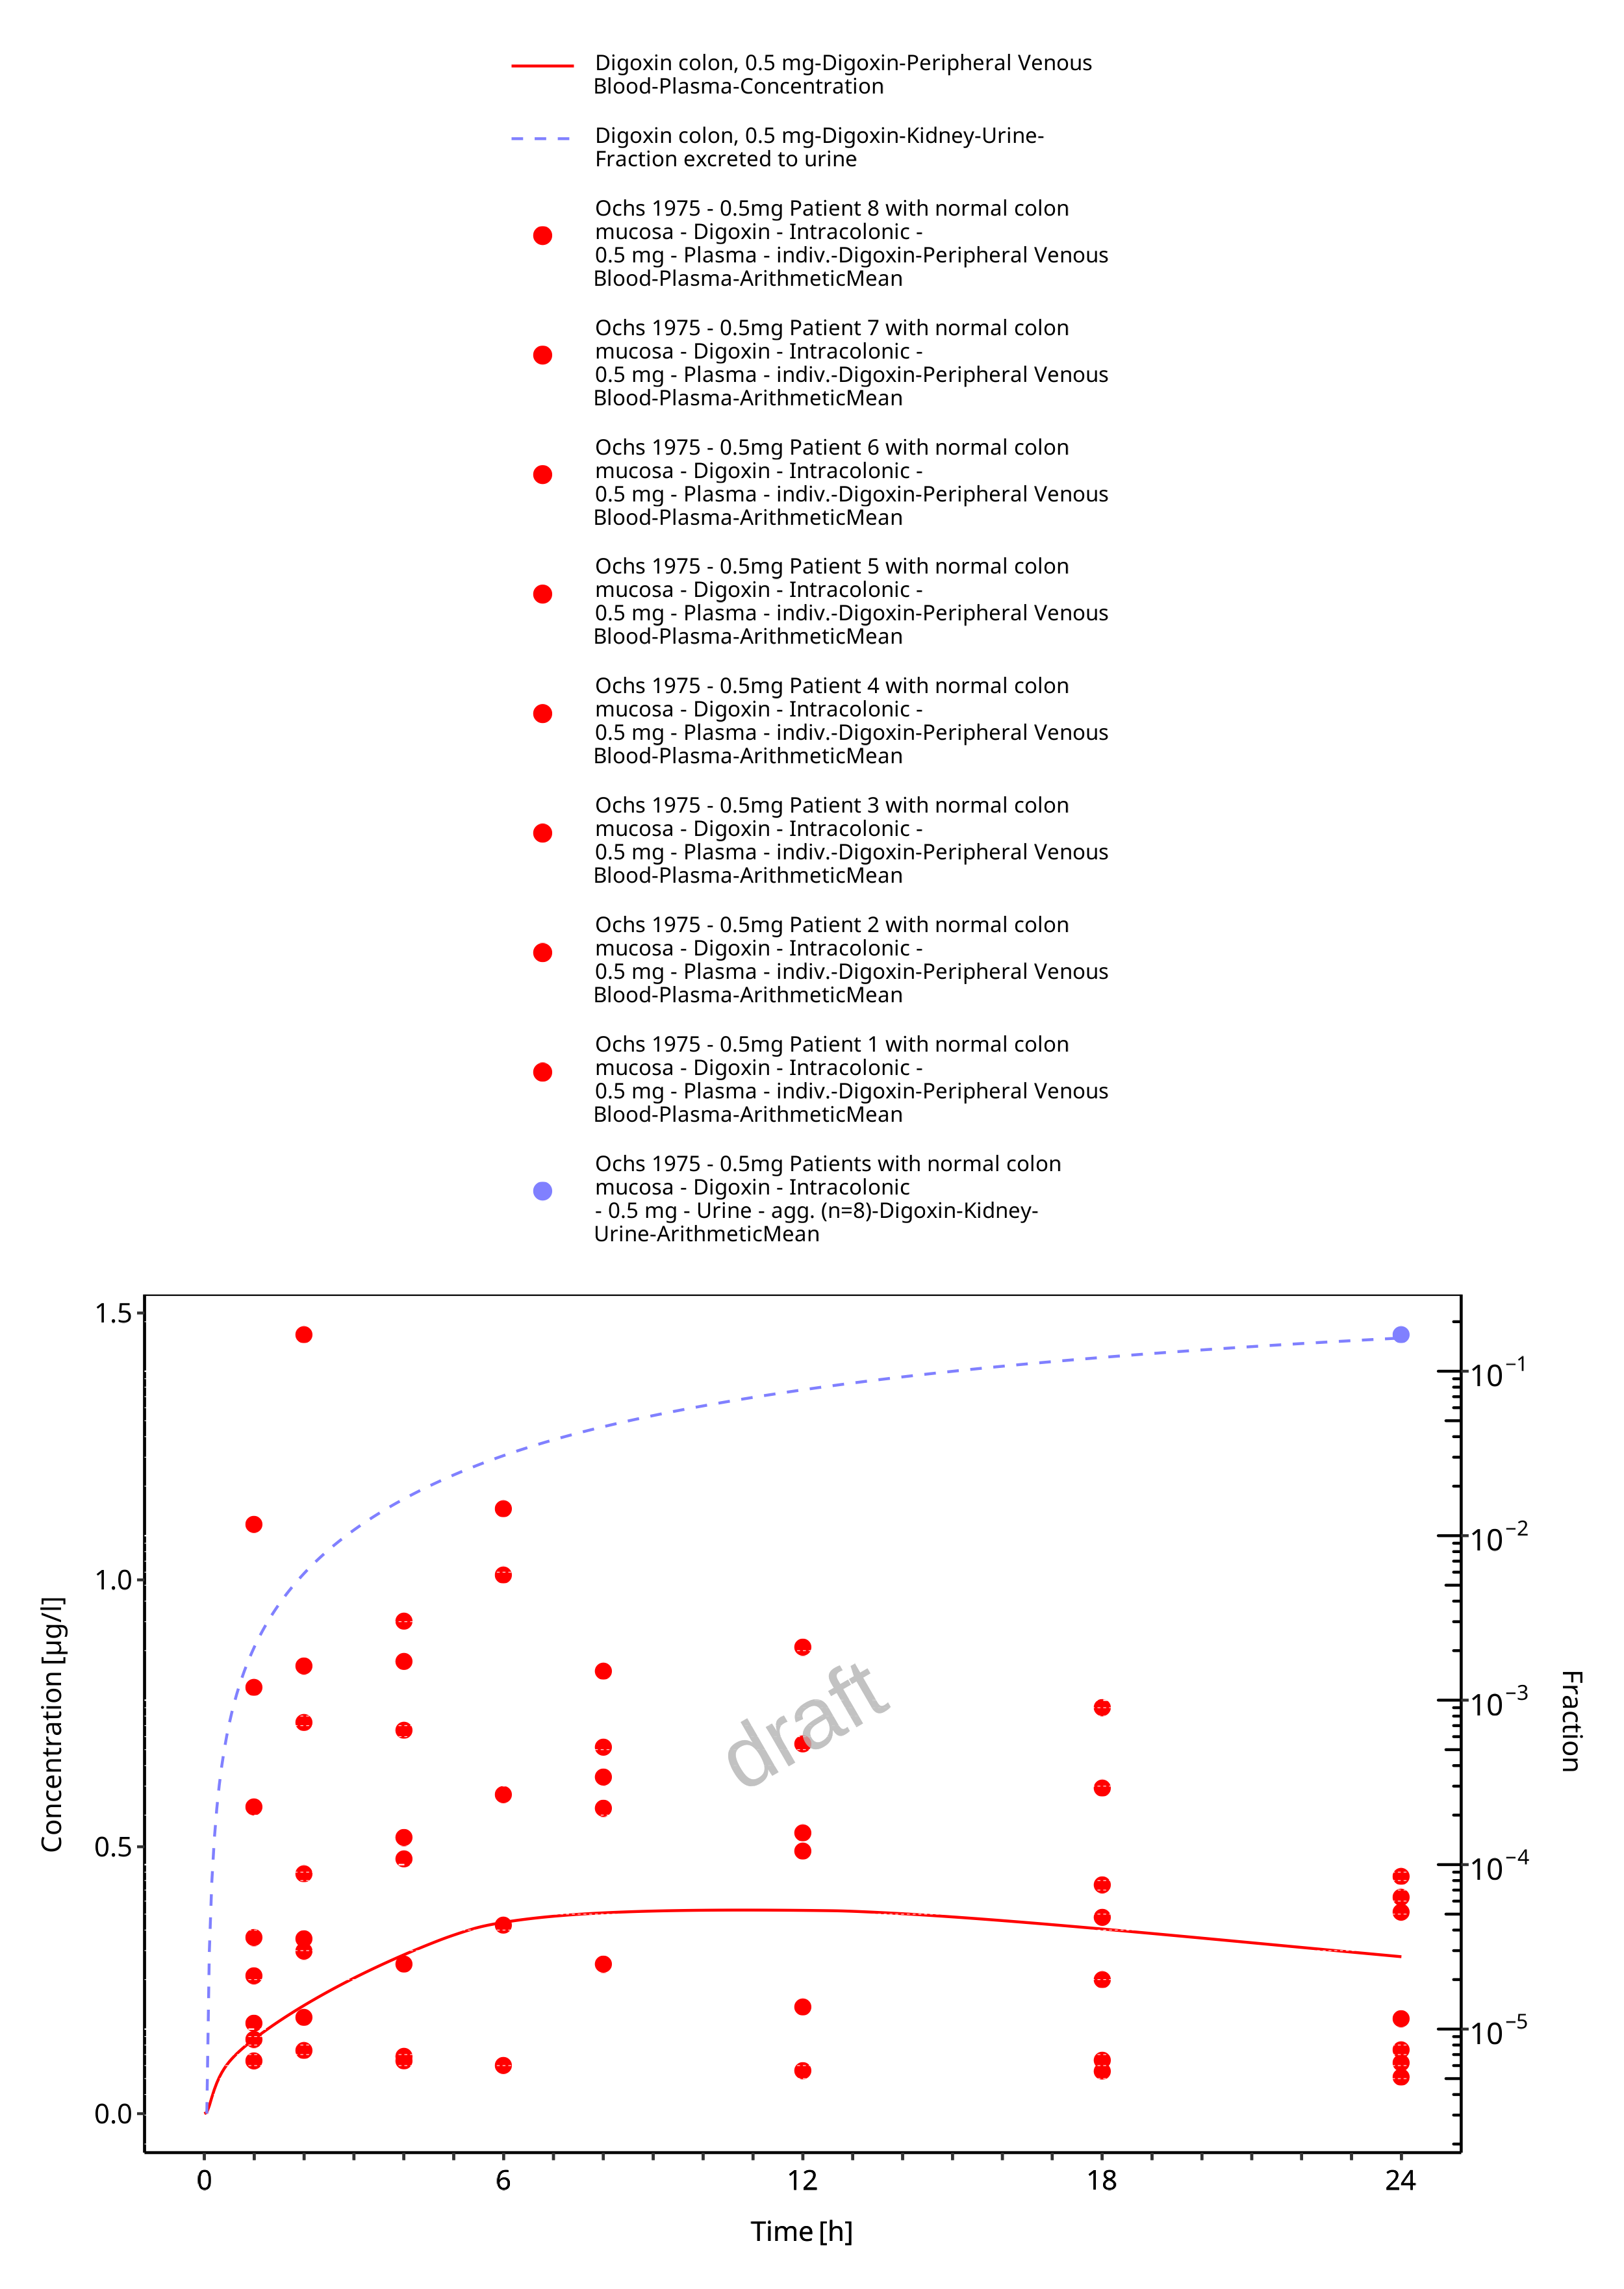 Digoxin colon, 0.5 mg-Digoxin-Peripheral Venous
Blood-Plasma-Concentration
Digoxin colon, 0.5 mg-Digoxin-Kidney-Urine-
Fraction excreted to urine
Ochs 1975 - 0.5mg Patient 8 with normal colon
mucosa - Digoxin - Intracolonic -
0.5 mg - Plasma - indiv.-Digoxin-Peripheral Venous
Blood-Plasma-ArithmeticMean
Ochs 1975 - 0.5mg Patient 7 with normal colon
mucosa - Digoxin - Intracolonic -
0.5 mg - Plasma - indiv.-Digoxin-Peripheral Venous
Blood-Plasma-ArithmeticMean
Ochs 1975 - 0.5mg Patient 6 with normal colon
mucosa - Digoxin - Intracolonic -
0.5 mg - Plasma - indiv.-Digoxin-Peripheral Venous
Blood-Plasma-ArithmeticMean
Ochs 1975 - 0.5mg Patient 5 with normal colon
mucosa - Digoxin - Intracolonic -
0.5 mg - Plasma - indiv.-Digoxin-Peripheral Venous
Blood-Plasma-ArithmeticMean
Ochs 1975 - 0.5mg Patient 4 with normal colon
mucosa - Digoxin - Intracolonic -
0.5 mg - Plasma - indiv.-Digoxin-Peripheral Venous
Blood-Plasma-ArithmeticMean
Ochs 1975 - 0.5mg Patient 3 with normal colon
mucosa - Digoxin - Intracolonic -
0.5 mg - Plasma - indiv.-Digoxin-Peripheral Venous
Blood-Plasma-ArithmeticMean
Ochs 1975 - 0.5mg Patient 2 with normal colon
mucosa - Digoxin - Intracolonic -
0.5 mg - Plasma - indiv.-Digoxin-Peripheral Venous
Blood-Plasma-ArithmeticMean
Ochs 1975 - 0.5mg Patient 1 with normal colon
mucosa - Digoxin - Intracolonic -
0.5 mg - Plasma - indiv.-Digoxin-Peripheral Venous
Blood-Plasma-ArithmeticMean
Ochs 1975 - 0.5mg Patients with normal colon
mucosa - Digoxin - Intracolonic
- 0.5 mg - Urine - agg. (n=8)-Digoxin-Kidney-
Urine-ArithmeticMean
1.5
1.0
0.5
0.0
Concentration [µg/l]
draft
10⁻¹
10⁻²
10⁻³
10⁻⁴
10⁻⁵
Fraction
0 6 12 18 24
Time [h]